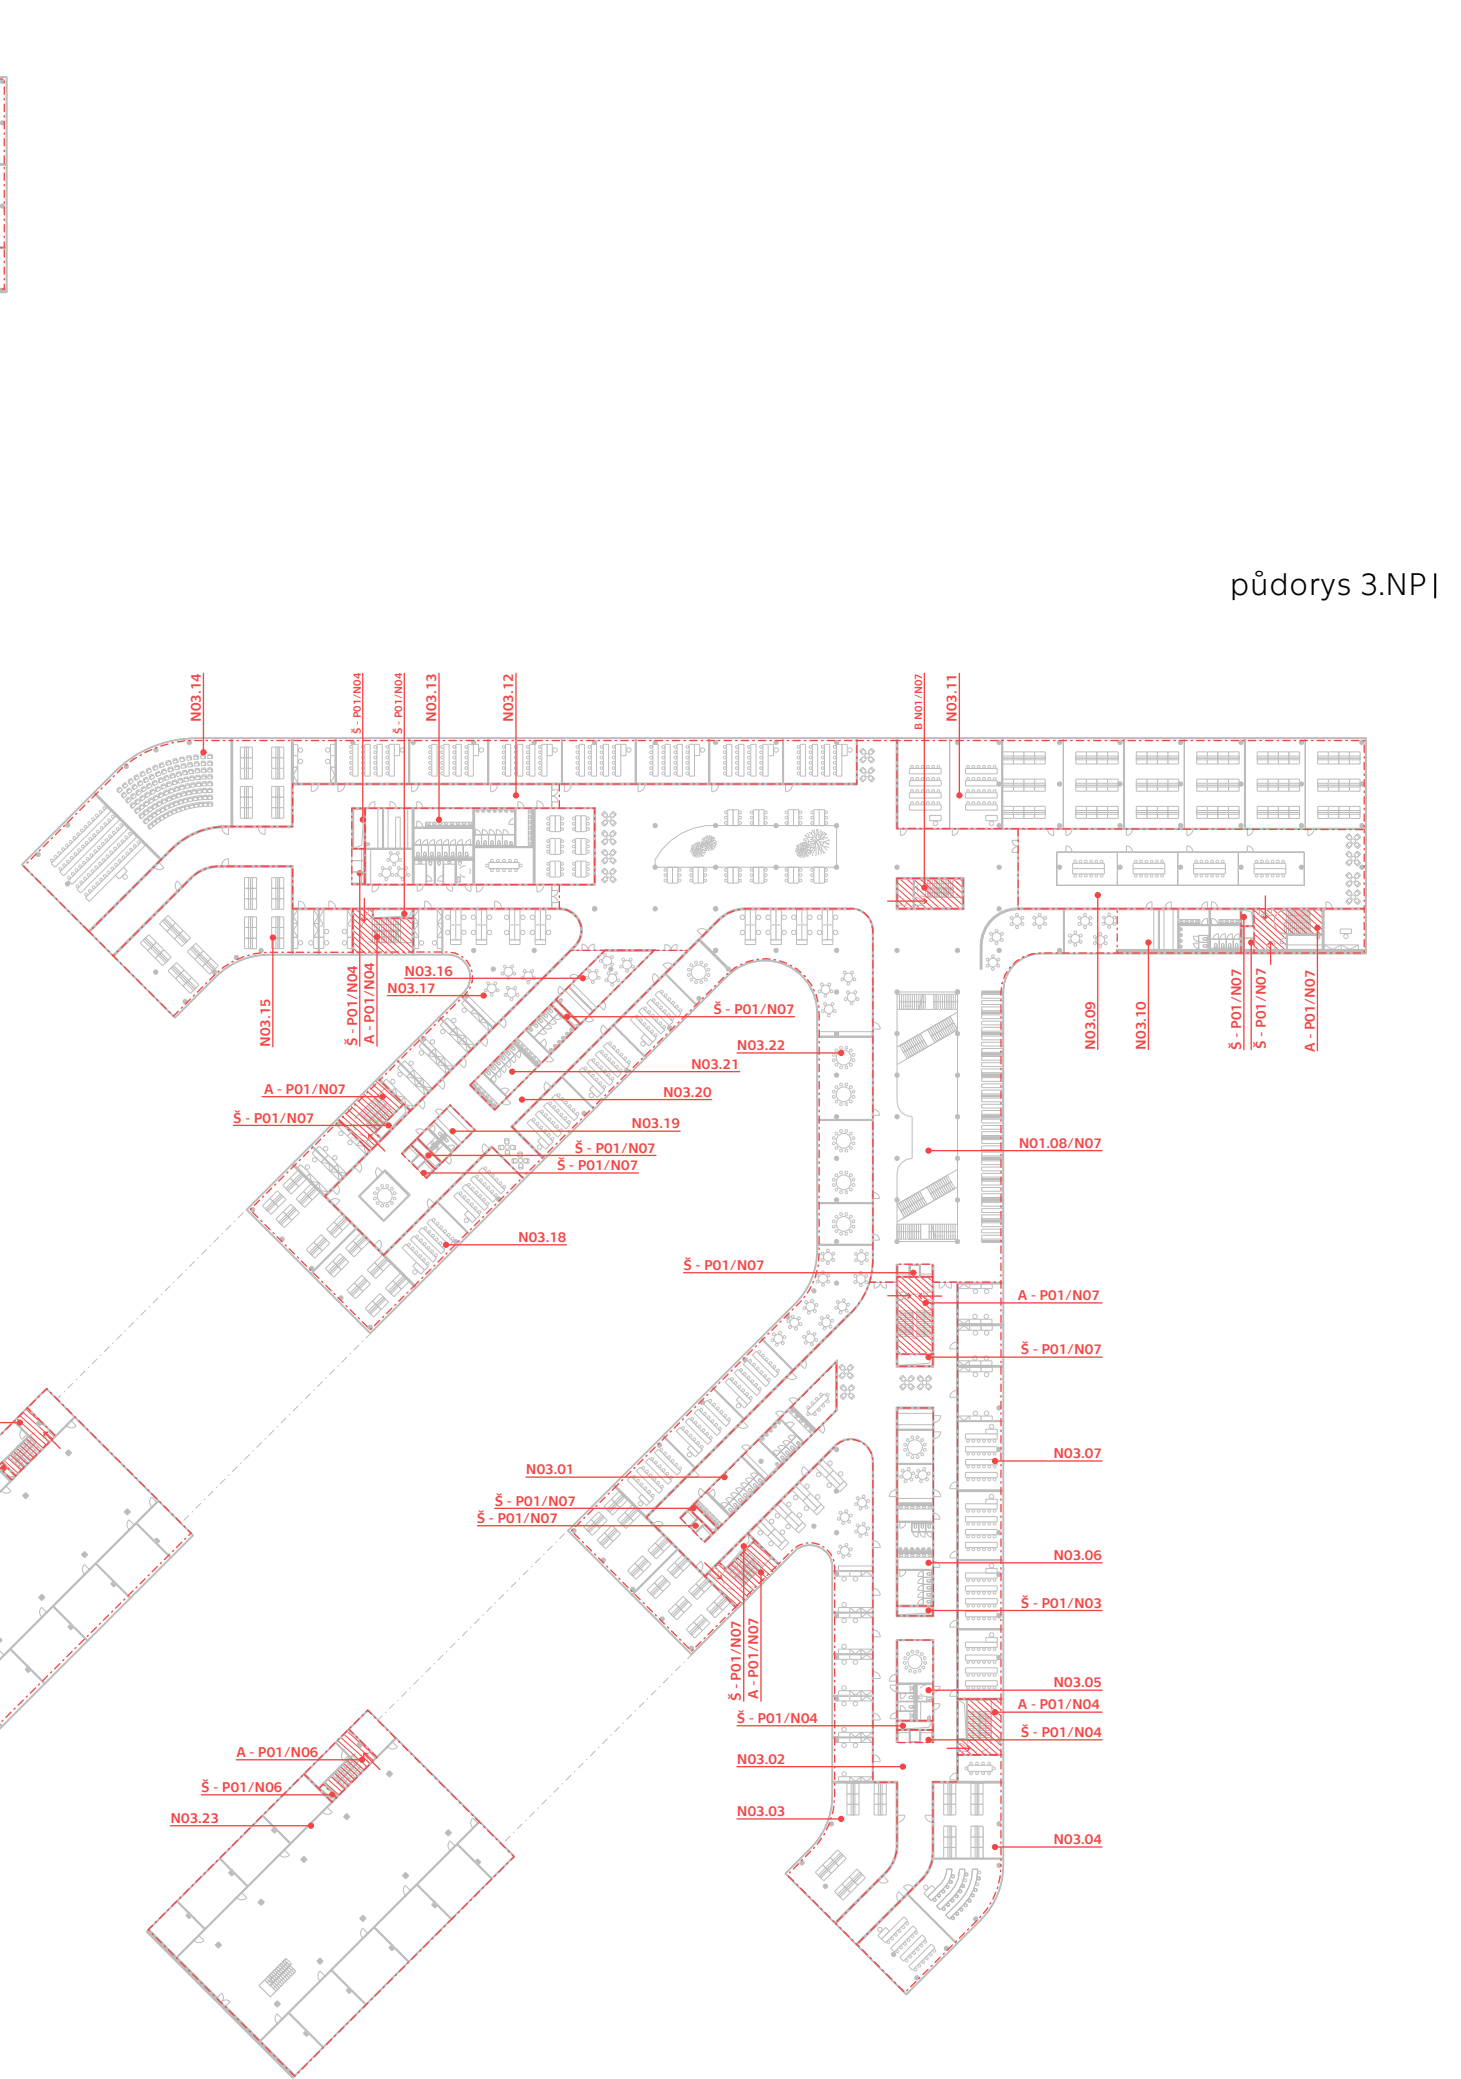 půdorys 3.NP|
N03.14
Š - P01/N04
Š - P01/N04
N03.13
N03.12
B N01/N07
N03.11
N03.16
N03.17
N03.15
Š - P01/N04
A - P01/N04
Š - P01/N07
N03.22
N03.21
N03.20
N03.09
N03.10
Š - P01/N07
Š - P01/N07
A - P01/N07
A - P01/N07
Š - P01/N07
N03.19
Š - P01/N07
Š - P01/N07
N01.08/N07
N03.18
Š - P01/N07
A - P01/N07
Š - P01/N07
N03.07
N03.01
Š - P01/N07
Š - P01/N07
N03.06
Š - P01/N03
Š - P01/N07
A - P01/N07
N03.05
A - P01/N04
Š - P01/N04
Š - P01/N04
A - P01/N06
N03.02
Š - P01/N06
N03.03
N03.23
N03.04